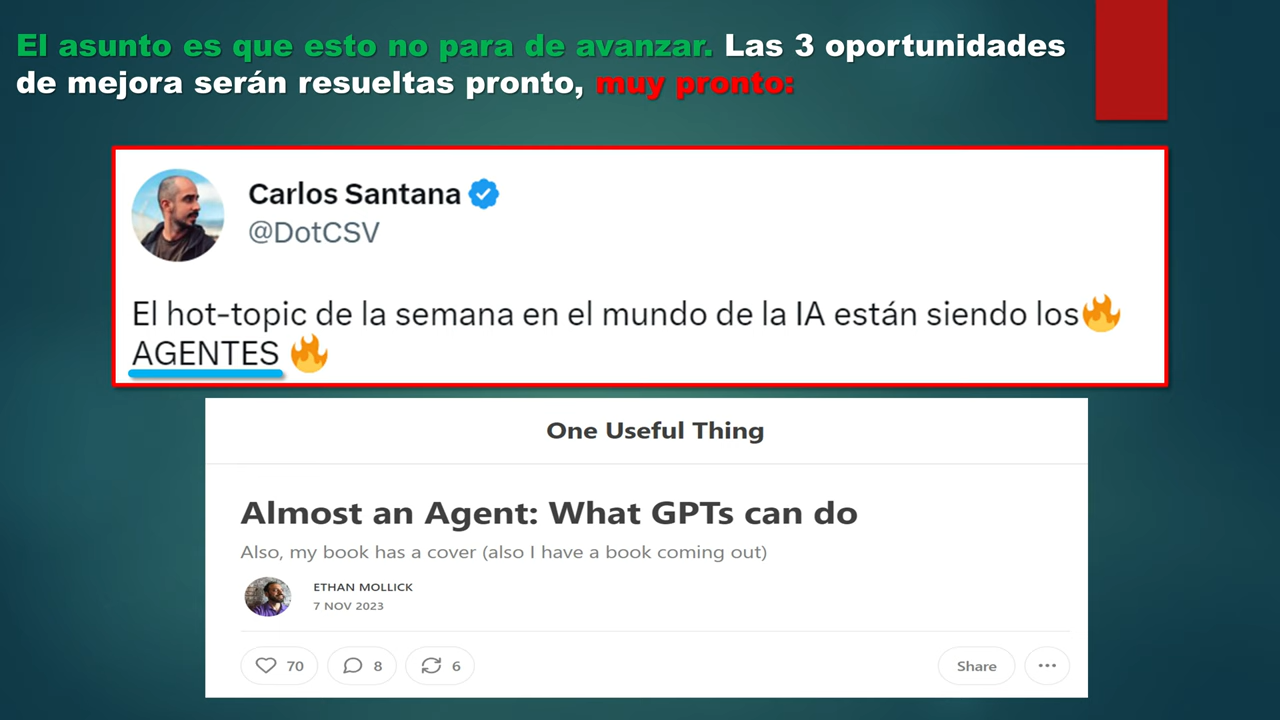 El asunto es que esto no para de avanzar. Las 3 oportunidades
de mejora serán resueltas pronto, muy pronto:
Carlos Santana
@DotCSV
El hot-topic de la semana en el mundo de la IA están siendo los🔥
AGENTES 🔥
One Useful Thing
Almost an Agent: What GPTs can do
Also, my book has a cover (also I have a book coming out)
ETHAN MOLLICK
7 NOV 2023
70 8 6 Share